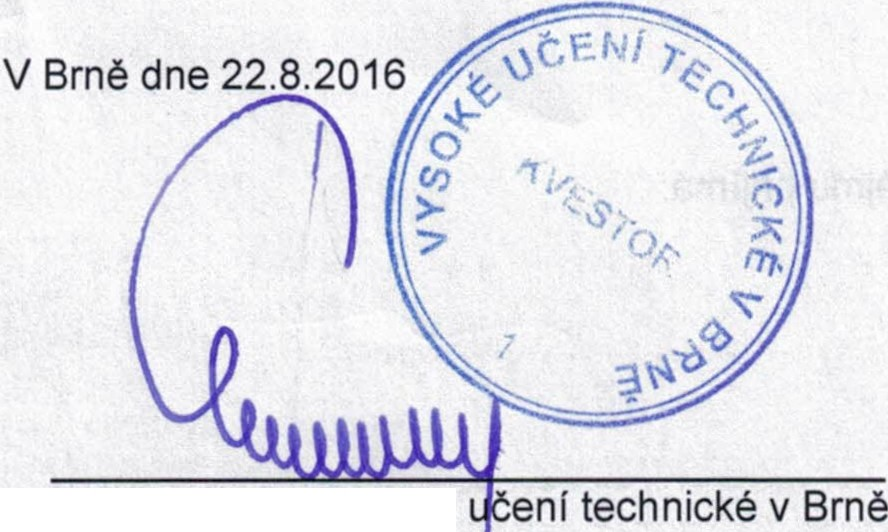 V Brně dne 22.8.2016
VYSOKÉ UČENÍ TECHNICKÉ V BRNĚ
KVESTOR
1
učení technické v Brně